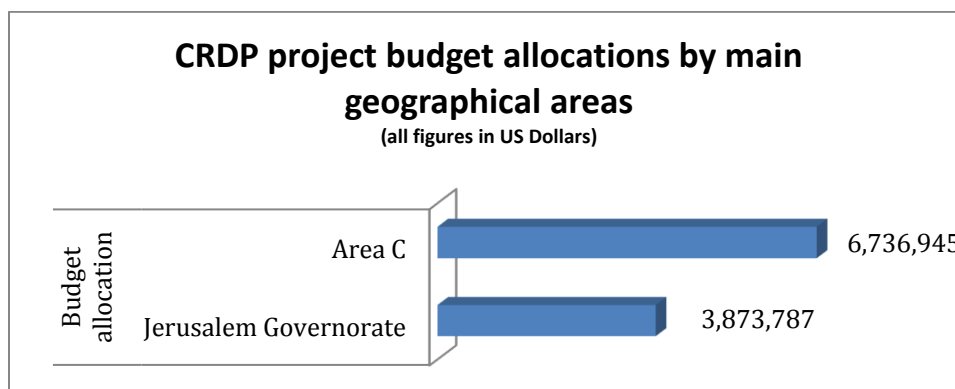 CRDP project budget allocations by main
geographical areas
(all figures in US Dollars)
Budget
allocation
Area C
6,736,945
Jerusalem Governorate
3,873,787